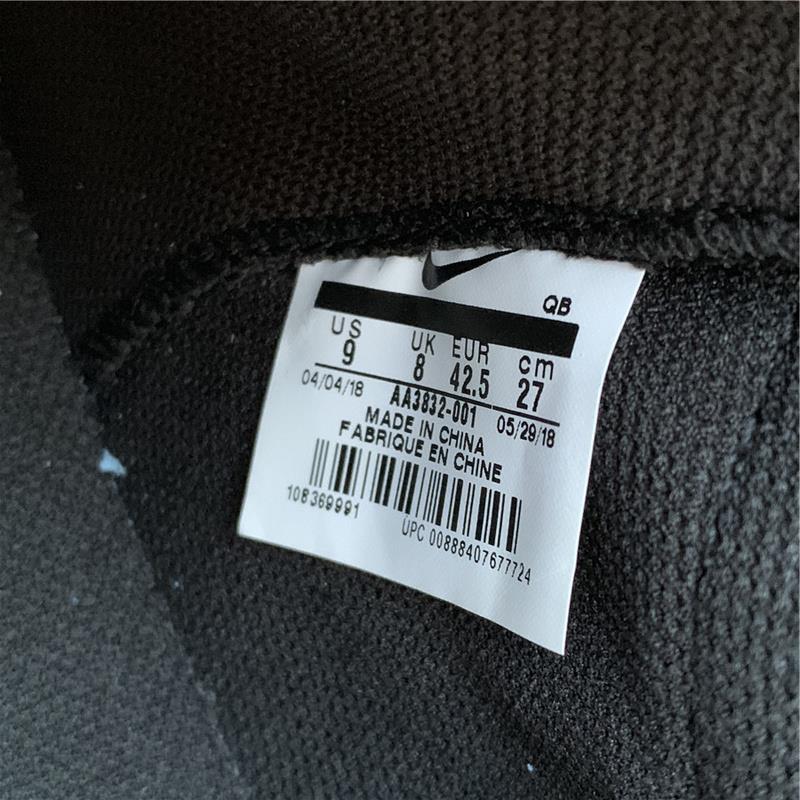 QB
US UK EUR cm
9 8 42.5 27
04/04/18 AA3832-001 05/29/18
MADE IN CHINA
FABRIQUE EN CHINE
108369991
UPC 00888407677724